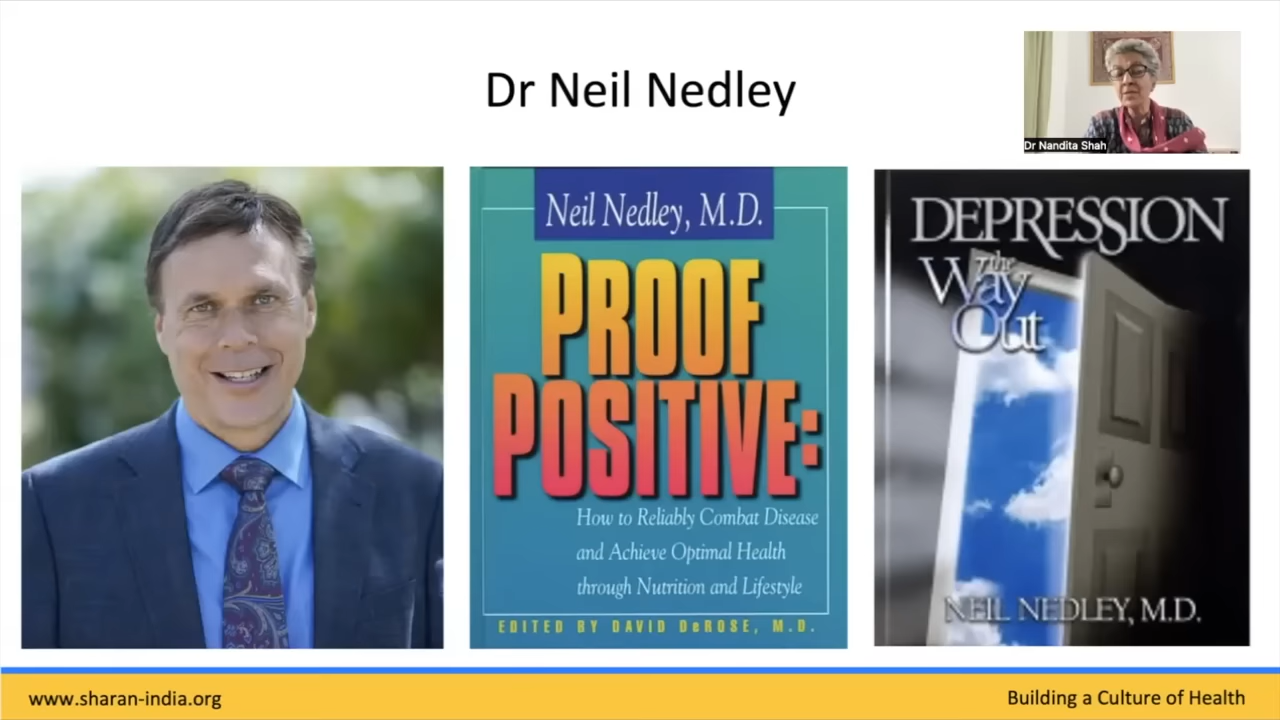 Dr Neil Nedley
Dr Nandita Shah
Neil Nedley, M.D.
PROOF
POSITIVE:
How to Reliably Combat Disease
and Achieve Optimal Health
through Nutrition and Lifestyle
EDITED BY DAVID DeROSE, M.D.
DEPRESSION
the
Way
Out
NEIL NEDLEY, M.D.
www.sharan-india.org
Building a Culture of Health